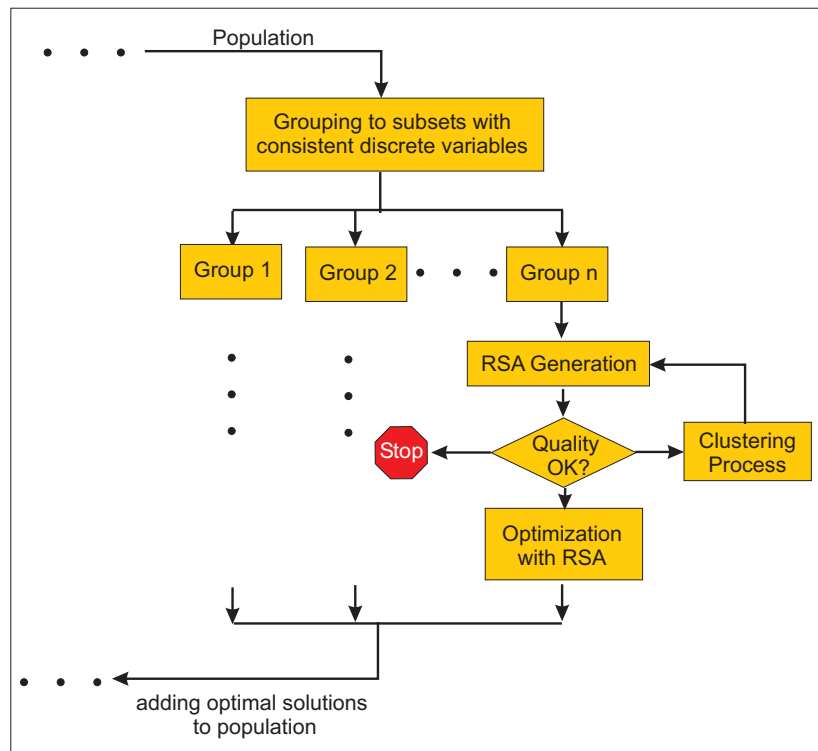 Population
Grouping to subsets with
consistent discrete variables
Group 1
Group 2
Group n
RSA Generation
Stop
Quality
OK?
Clustering
Process
Optimization
with RSA
adding optimal solutions
to population